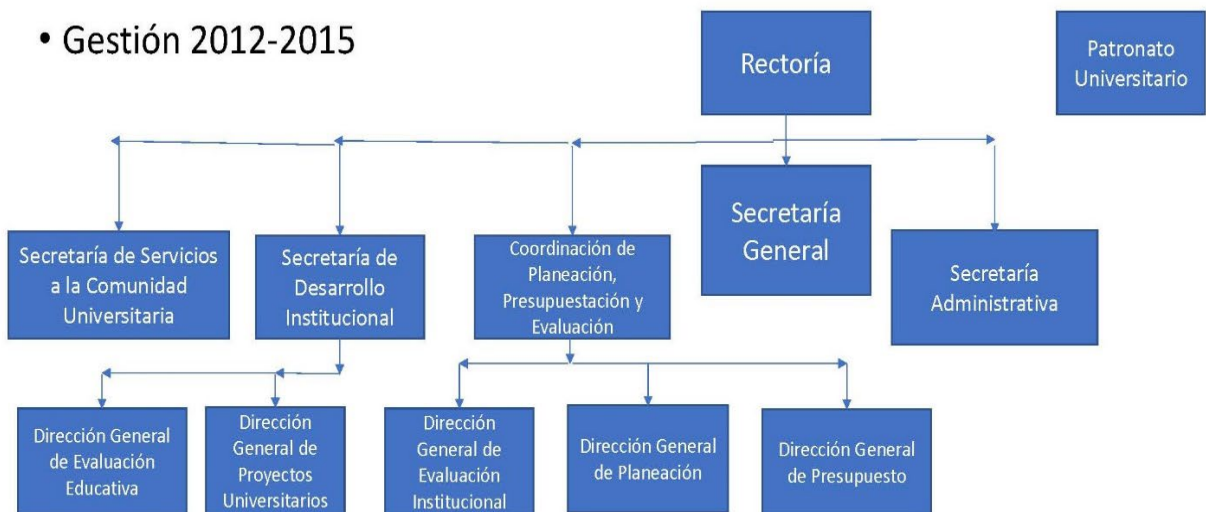 • Gestión 2012-2015
Rectoría
Patronato
Universitario
Secretaría
General
Secretaría de Servicios
a la Comunidad
Universitaria
Secretaría de
Desarrollo
Institucional
Coordinación de
Planeación,
Presupuestación y
Evaluación
Secretaría
Administrativa
Dirección General
de Evaluación
Educativa
Dirección
General de
Proyectos
Universitarios
Dirección
General de
Evaluación
Institucional
Dirección General
de Planeación
Dirección General
de Presupuesto